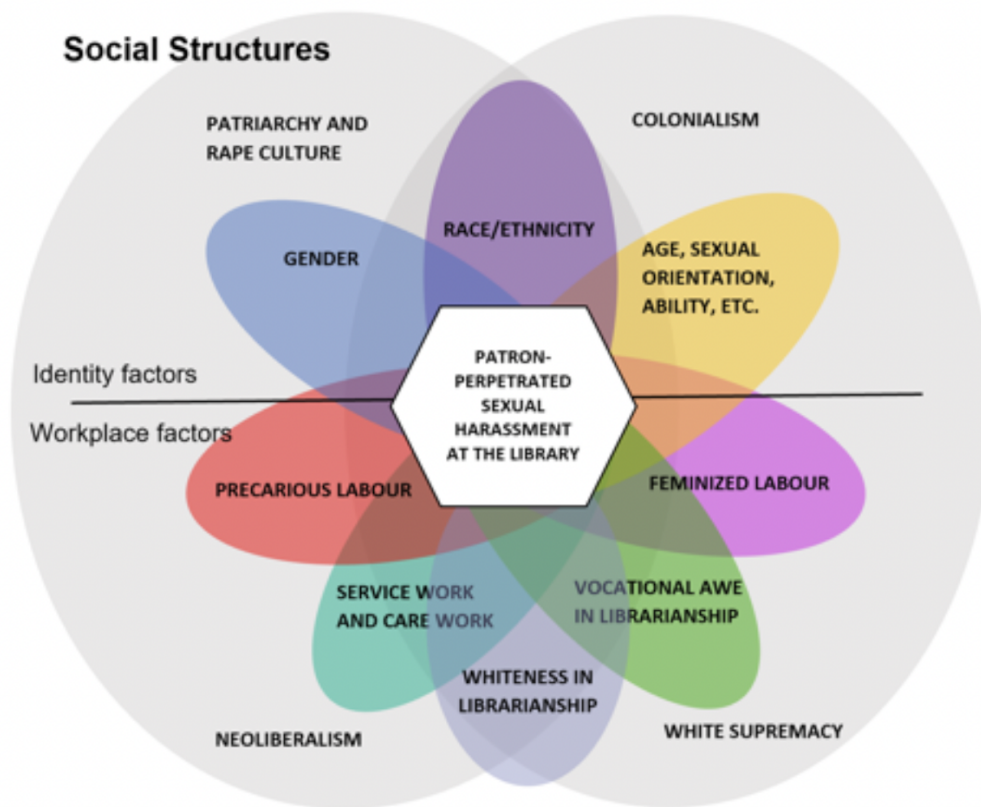 Social Structures
PATRIARCHY AND
RAPE CULTURE
COLONIALISM
RACE/ETHNICITY
GENDER
AGE, SEXUAL
ORIENTATION,
ABILITY, ETC.
PATRON-
PERPETRATED
SEXUAL
HARASSMENT
AT THE LIBRARY
Identity factors
Workplace factors
PRECARIOUS LABOUR
FEMINIZED LABOUR
SERVICE WORK
AND CARE WORK
VOCATIONAL AWE
IN LIBRARIANSHIP
WHITENESS IN
LIBRARIANSHIP
NEOLIBERALISM
WHITE SUPREMACY